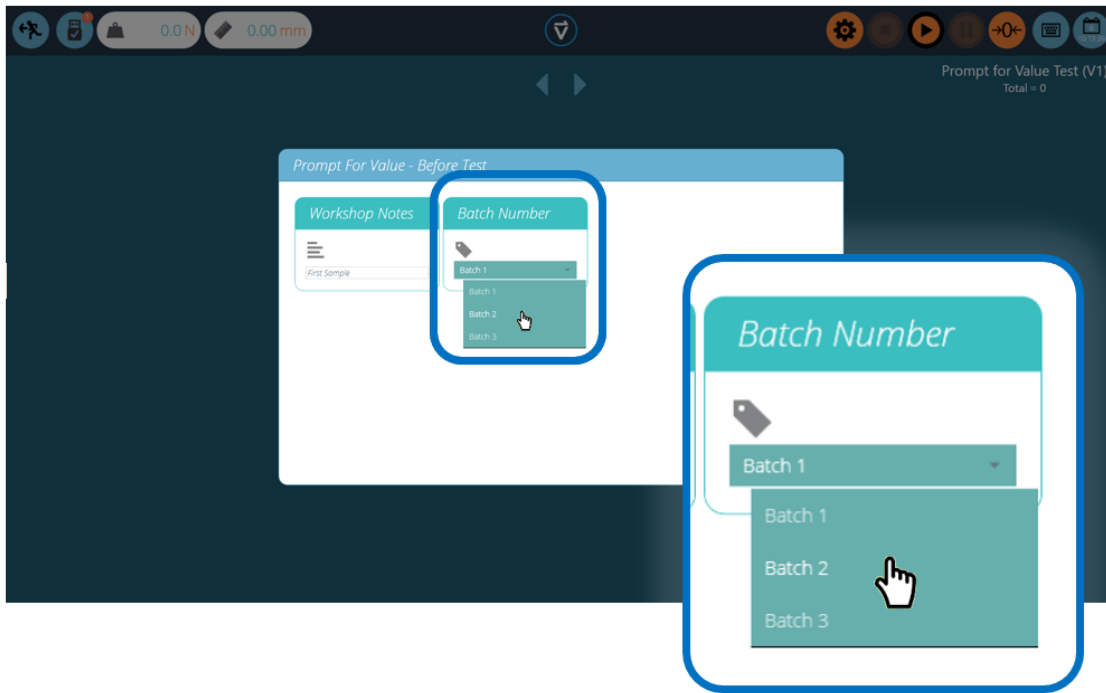 0.0 N
0.00 mm
→0←
Prompt for Value Test (V1)
Total = 0
Prompt For Value - Before Test
Workshop Notes
First Sample
Batch Number
Batch 1
Batch 1
Batch 2
Batch 3
Batch Number
Batch 1
Batch 1
Batch 2
Batch 3